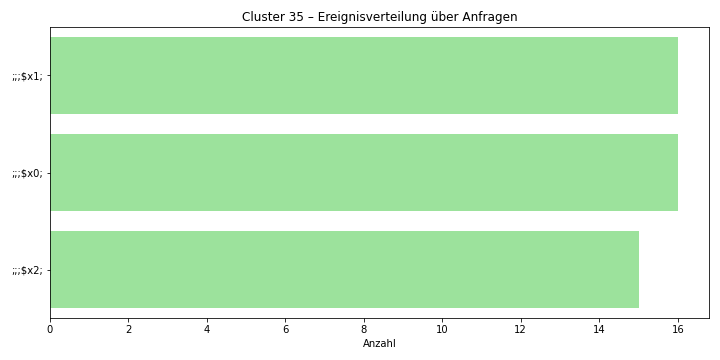 Cluster 35 – Ereignisverteilung über Anfragen
;;;$x1;
;;;$x0;
;;;$x2;
0 2 4 6 8 10 12 14 16
Anzahl